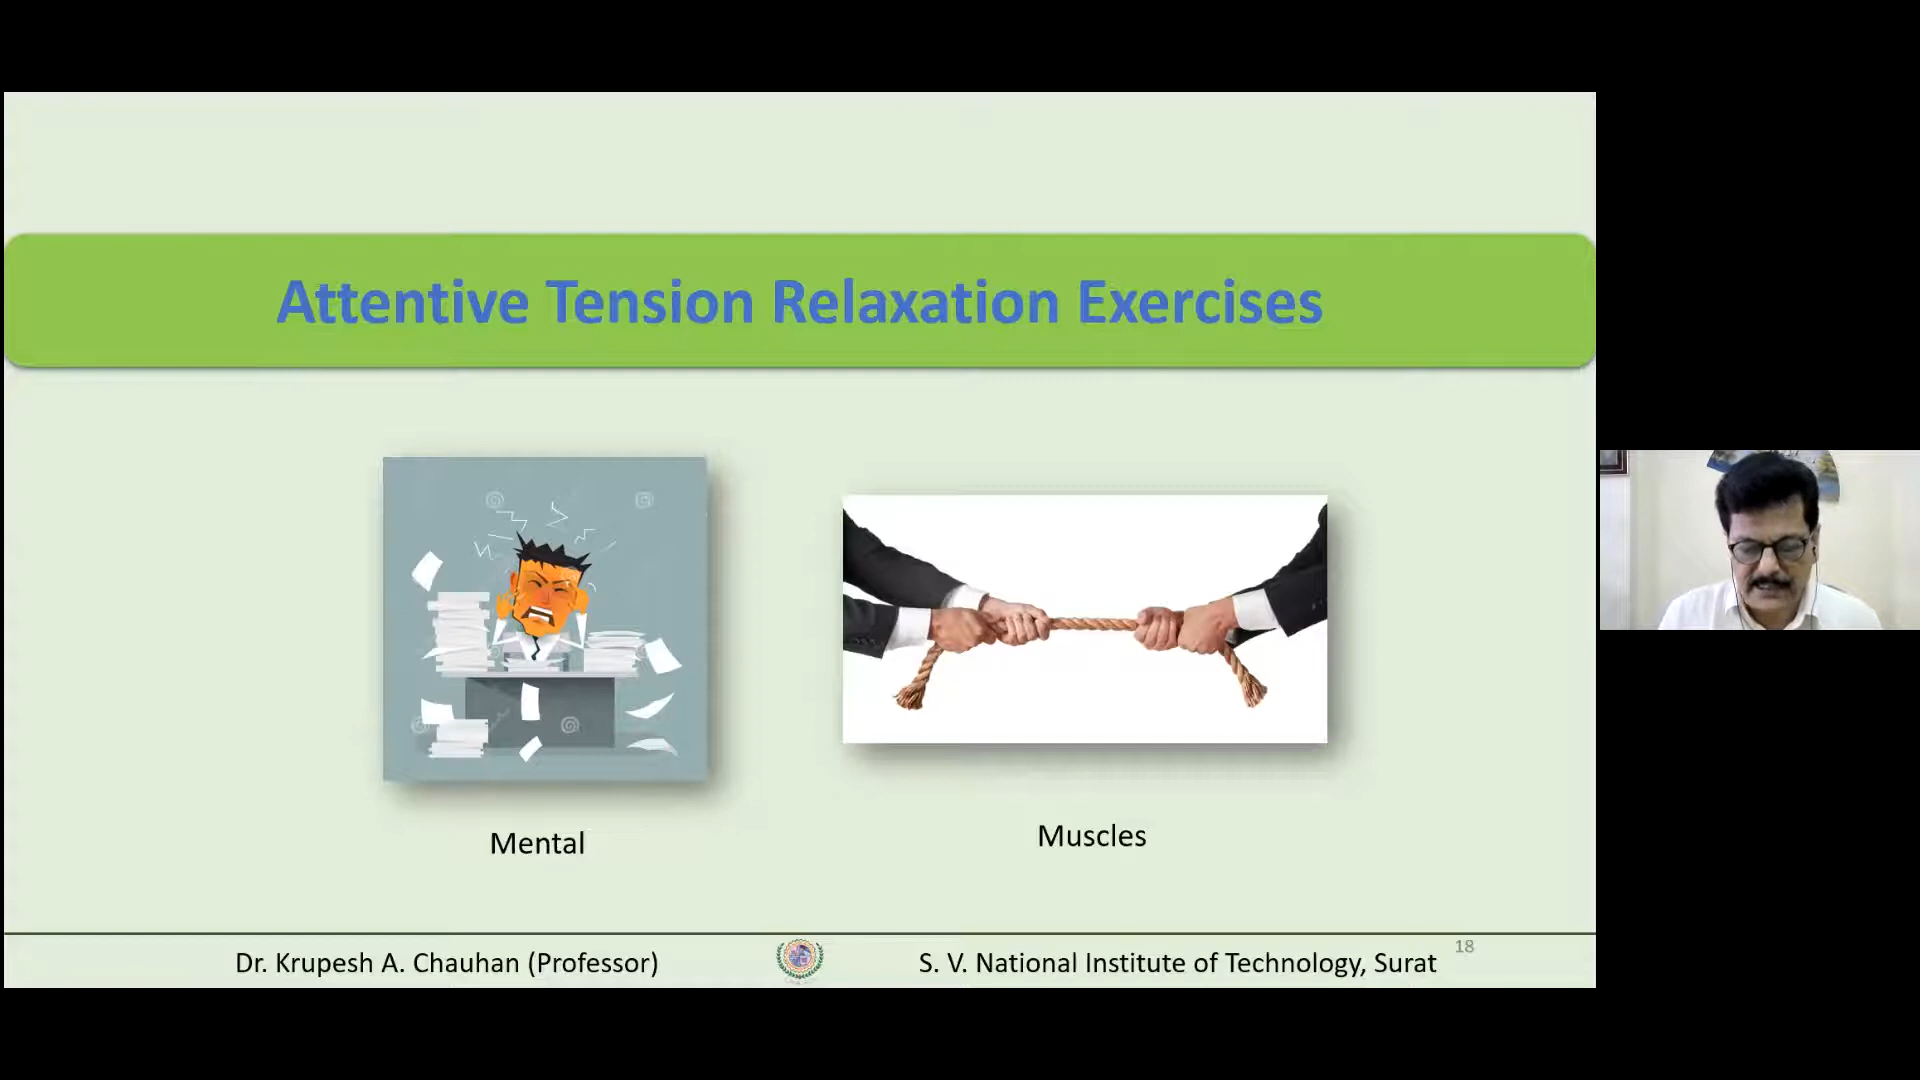 Attentive Tension Relaxation Exercises
Mental
Muscles
Dr. Krupesh A. Chauhan (Professor)
S. V. National Institute of Technology, Surat
18